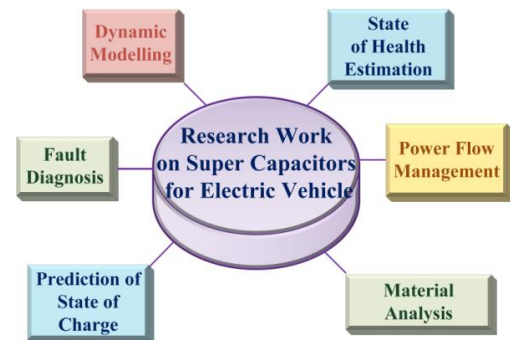 Dynamic
Modelling
State
of Health
Estimation
Research Work
on Super Capacitors
for Electric Vehicle
Fault
Diagnosis
Power Flow
Management
Prediction of
State of
Charge
Material
Analysis